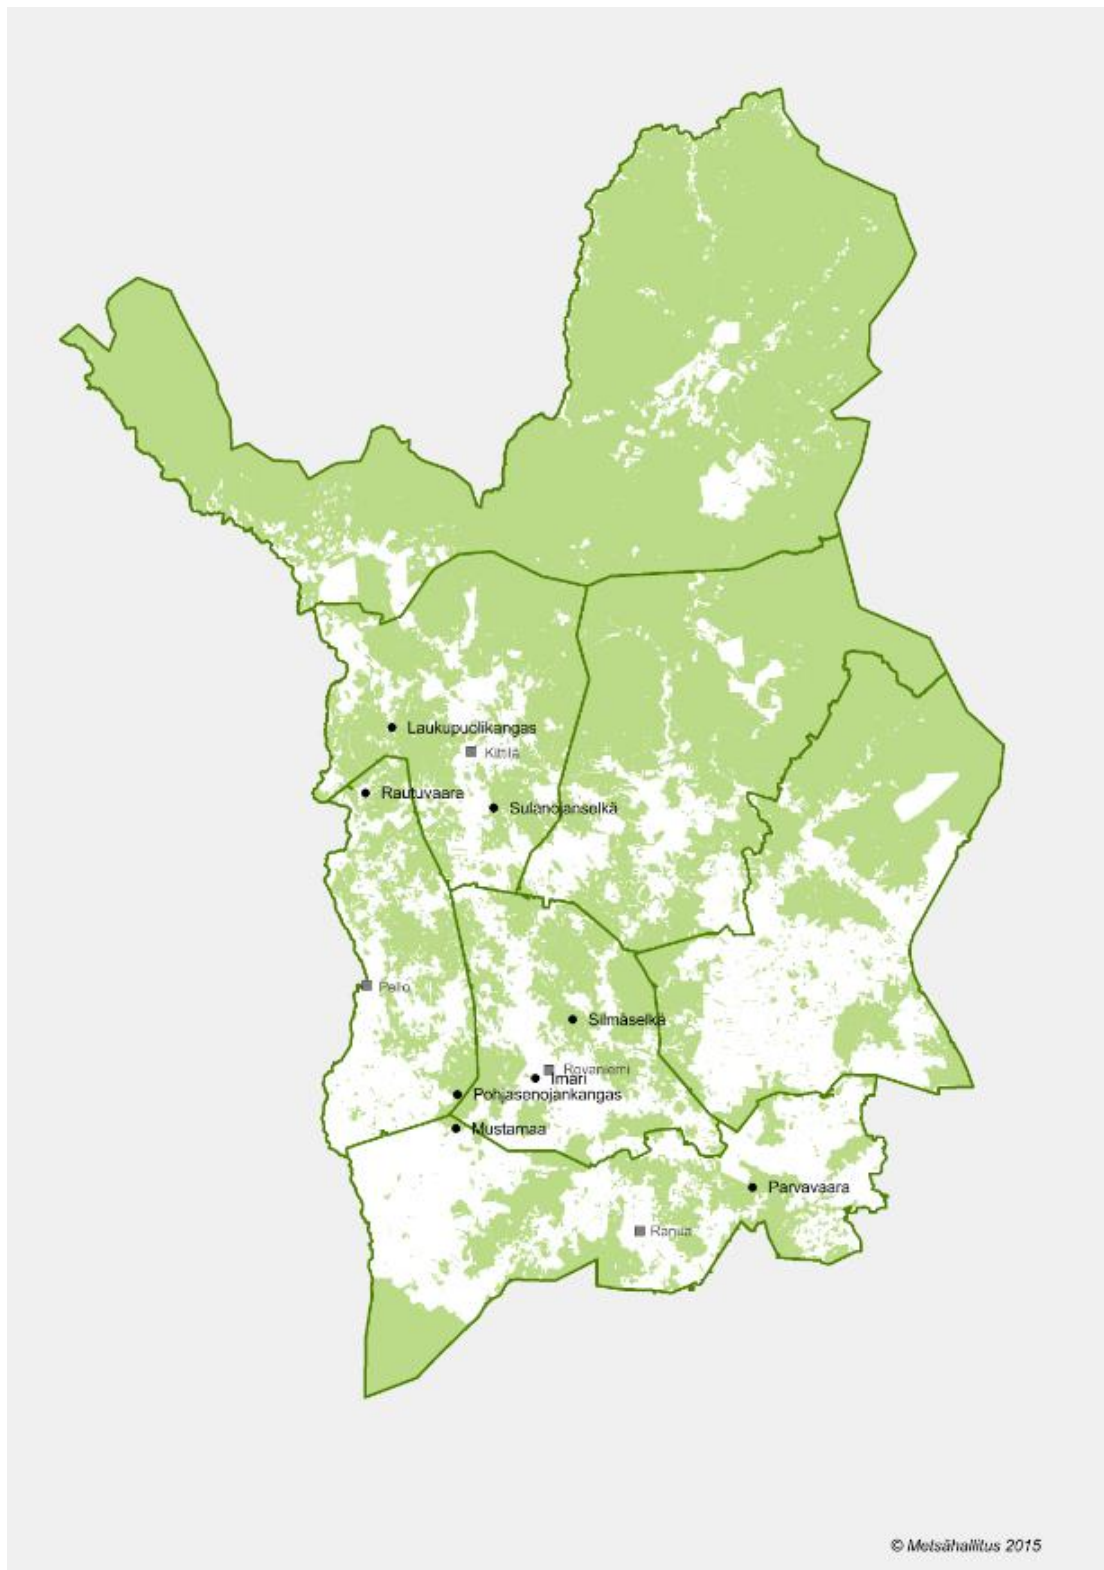 Laukupuolikangas
Kittilä
Rautuvaara
Sulanojanselkä
Pello
Silmäselkä
Rovaniemi
Imari
Pohjasenojankangas
Mustamaa
Parvavaara
Ranua
© Metsähallitus 2015